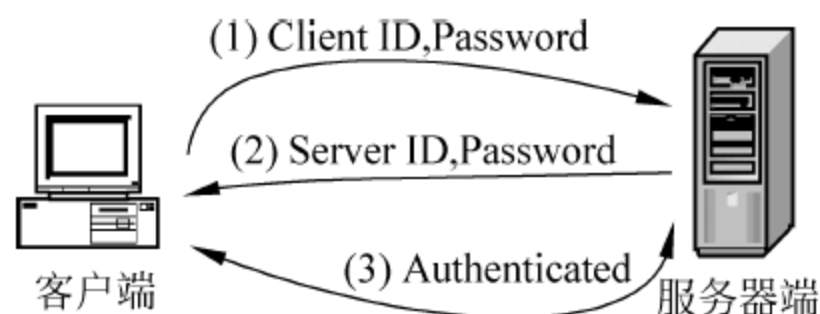 (1) Client ID,Password
(2) Server ID,Password
(3) Authenticated
客户端
服务器端